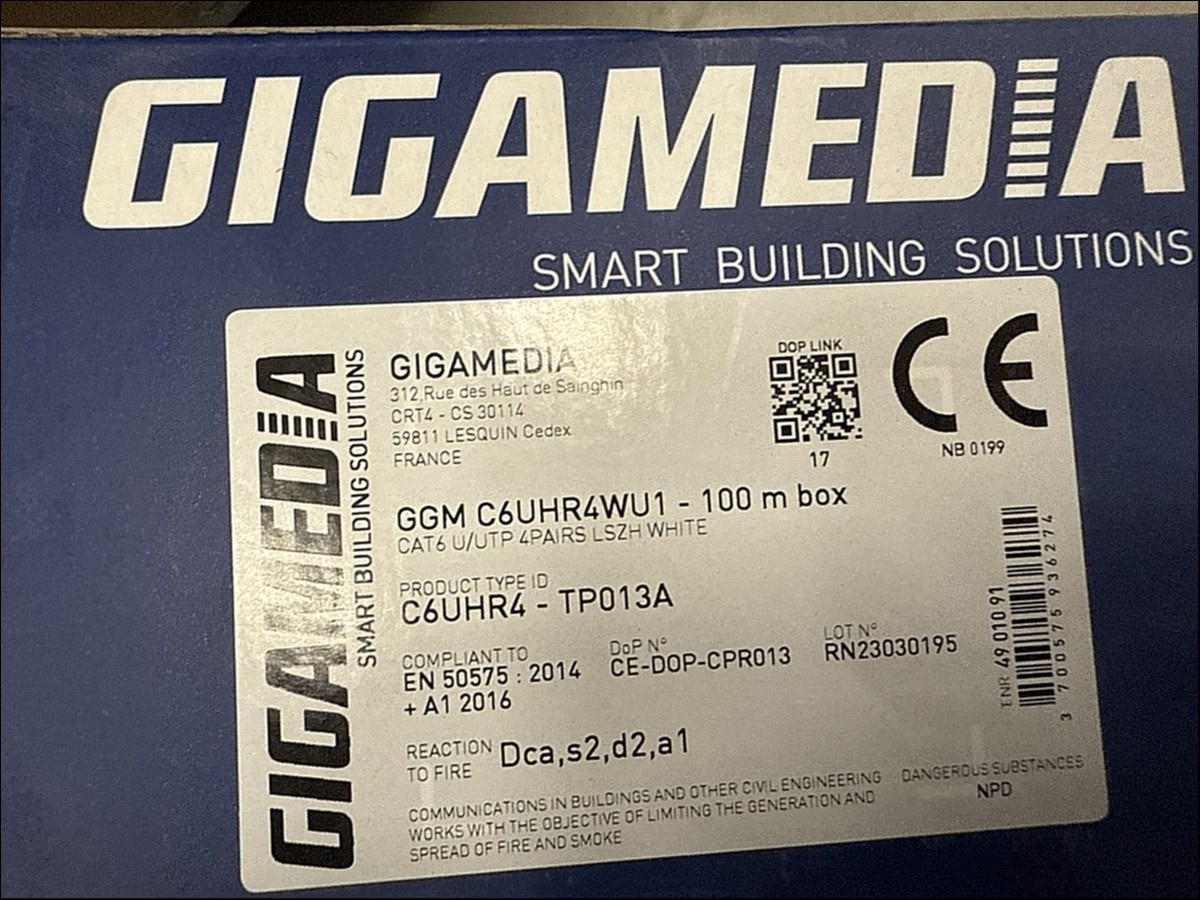 GIGAMEDIA
SMART BUILDING SOLUTIONS
GIGAMEDIA
SMART BUILDING SOLUTIONS
GIGAMEDIA
312,Rue des Haut de Sainghin
CRT4 - CS 30114
59811 LESQUIN Cedex
FRANCE
DOP LINK
17
CE
NB 0199
GGM C6UHR4WU1 - 100 m box
CAT6 U/UTP 4PAIRS LSZH WHITE
PRODUCT TYPE ID
C6UHR4 - TP013A
COMPLIANT TO
EN 50575 : 2014
+ A1 2016
DoP N°
CE-DOP-CPR013
LOT N°
RN23030195
ENR 49 010 91
3 700575 936274
REACTION
TO FIRE
Dca,s2,d2,a1
COMMUNICATIONS IN BUILDINGS AND OTHER CIVIL ENGINEERING
WORKS WITH THE OBJECTIVE OF LIMITING THE GENERATION AND
SPREAD OF FIRE AND SMOKE
DANGEROUS SUBSTANCES
NPD